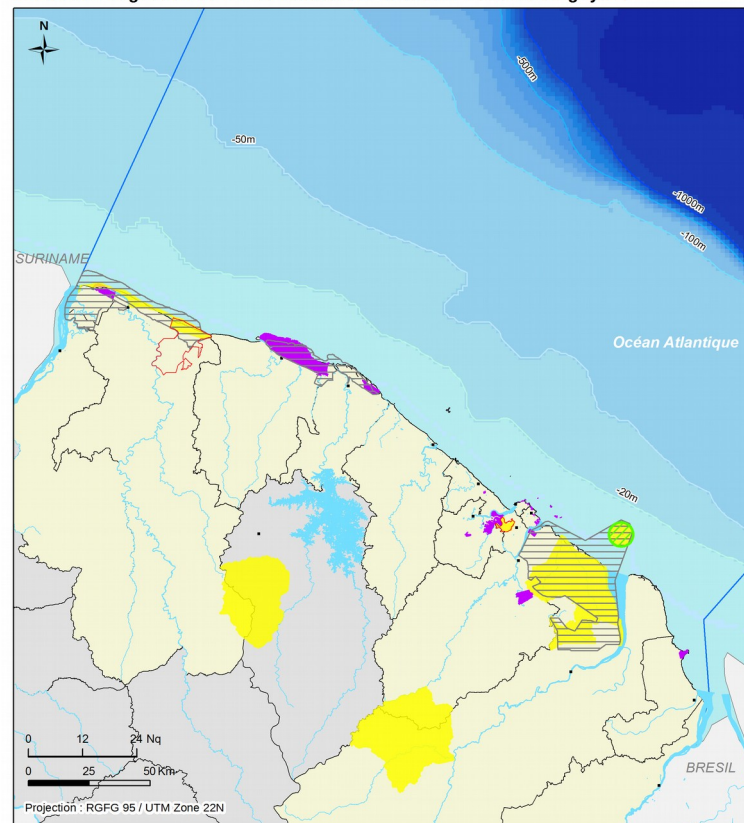 N
-500m
-50m
-1000m
-100m
SURINAME
Océan Atlantique
-20m
0 12 24 Nq
0 25 50 Km
BRESIL
Projection : RGFG 95 / UTM Zone 22N